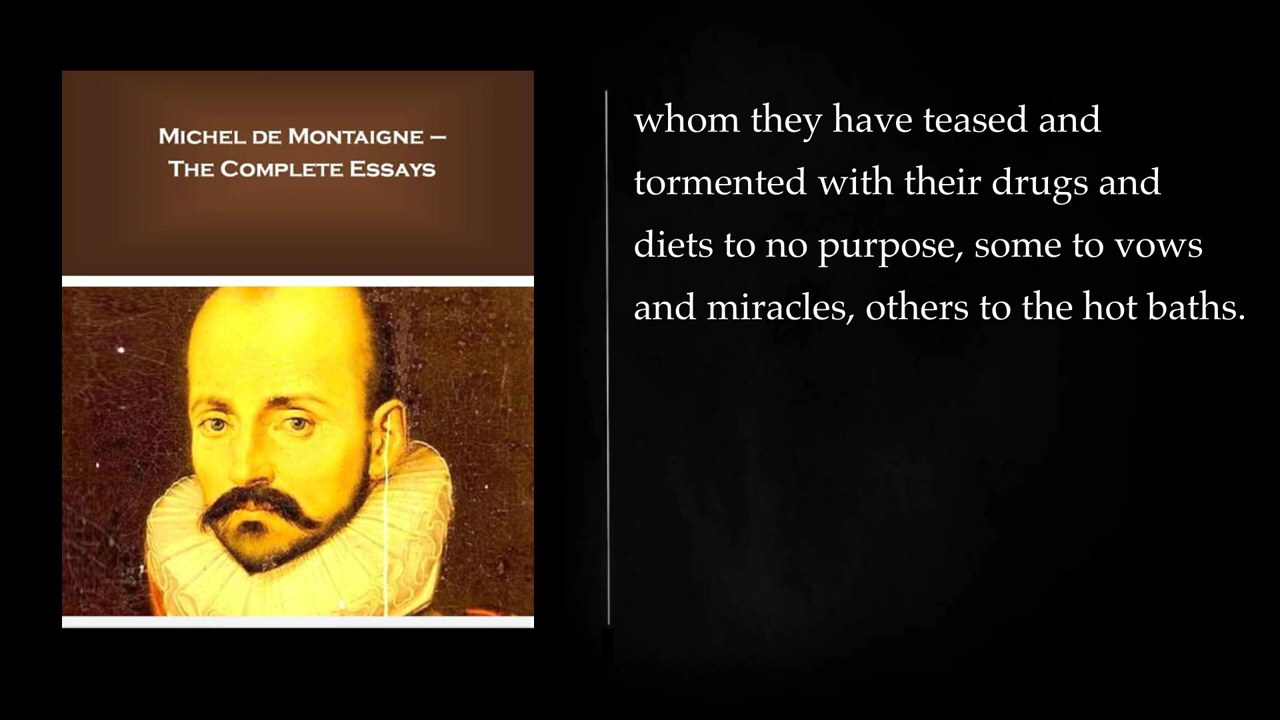 MICHEL DE MONTAIGNE –
THE COMPLETE ESSAYS
whom they have teased and
tormented with their drugs and
diets to no purpose, some to vows
and miracles, others to the hot baths.